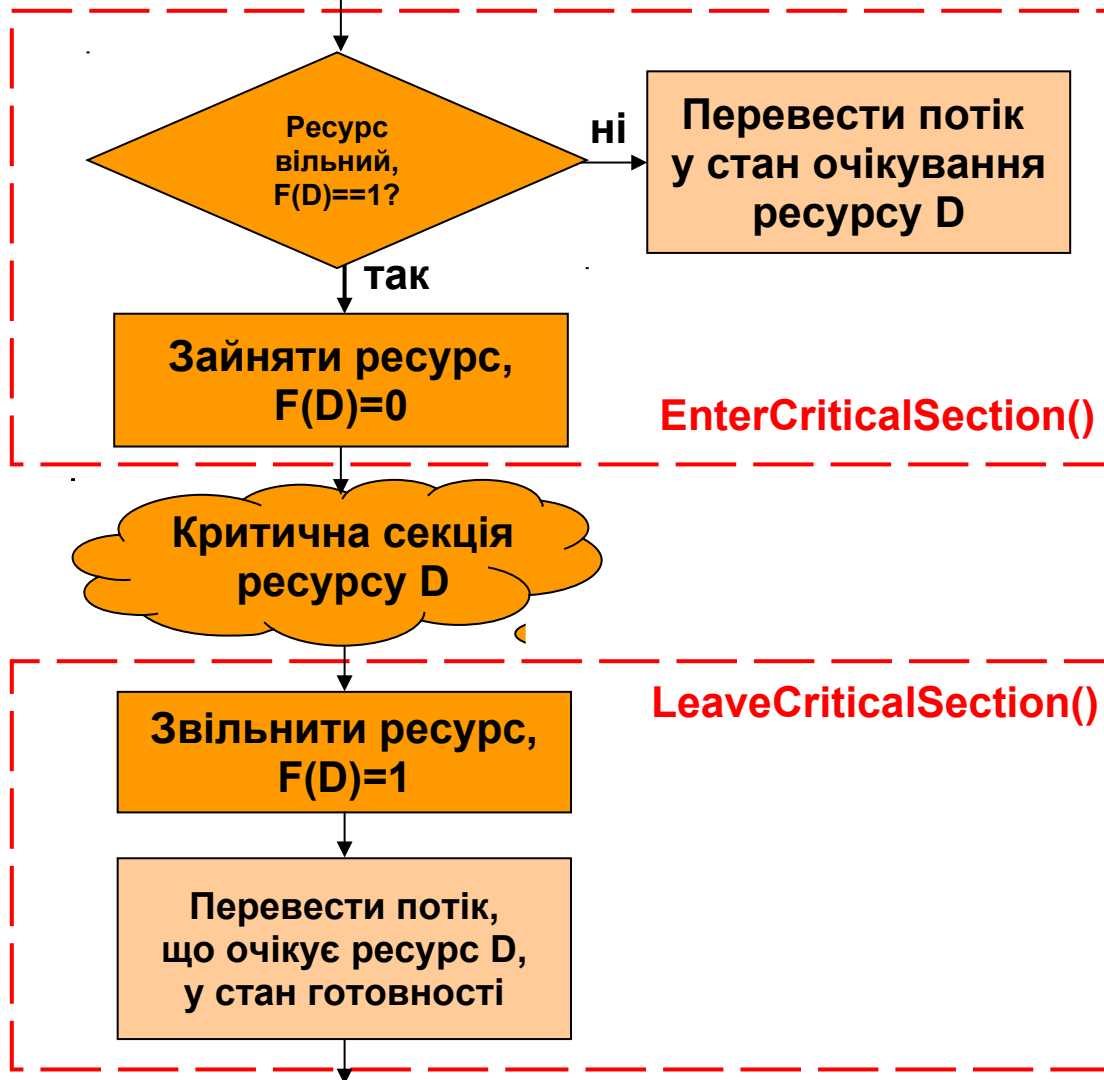 Ресурс
вільний,
F(D)==1?
ні
Перевести потік
у стан очікування
ресурсу D
так
Зайняти ресурс,
F(D)=0
EnterCriticalSection()
Критична секція
ресурсу D
LeaveCriticalSection()
Звільнити ресурс,
F(D)=1
Перевести потік,
що очікує ресурс D,
у стан готовності